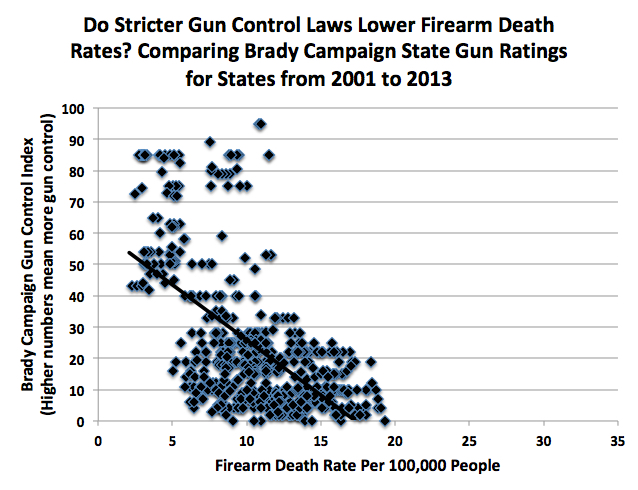 Do Stricter Gun Control Laws Lower Firearm Death
Rates? Comparing Brady Campaign State Gun Ratings
for States from 2001 to 2013
Brady Campaign Gun Control Index
(Higher numbers mean more gun control)
100
90
80
70
60
50
40
30
20
10
0
0 5 10 15 20 25 30 35
Firearm Death Rate Per 100,000 People